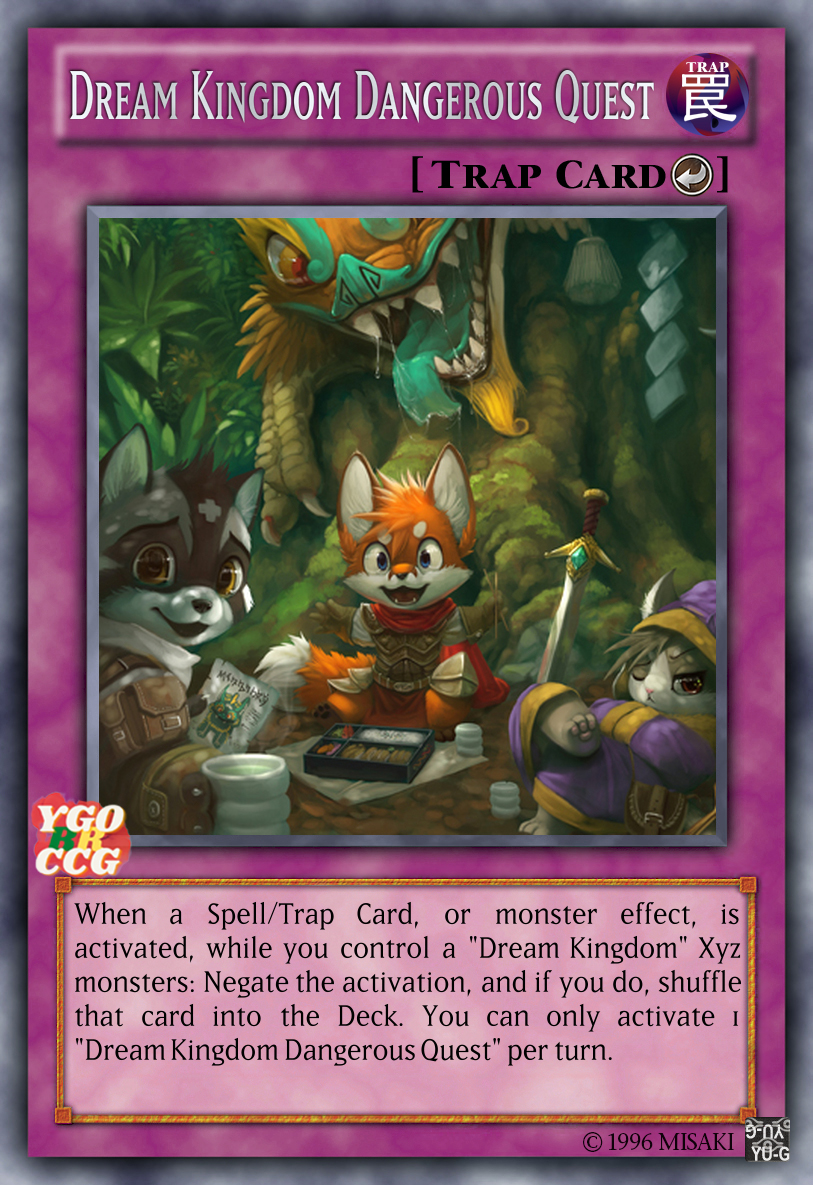 DREAM KINGDOM DANGEROUS QUEST
TRAP
罠
[TRAP CARD]
YGO
BR
CCG
When a Spell/Trap Card, or monster effect, is
activated, while you control a "Dream Kingdom" Xyz
monsters: Negate the activation, and if you do, shuffle
that card into the Deck. You can only activate 1
"Dream Kingdom Dangerous Quest" per turn.
© 1996 MISAKI
YU-G
YU-G